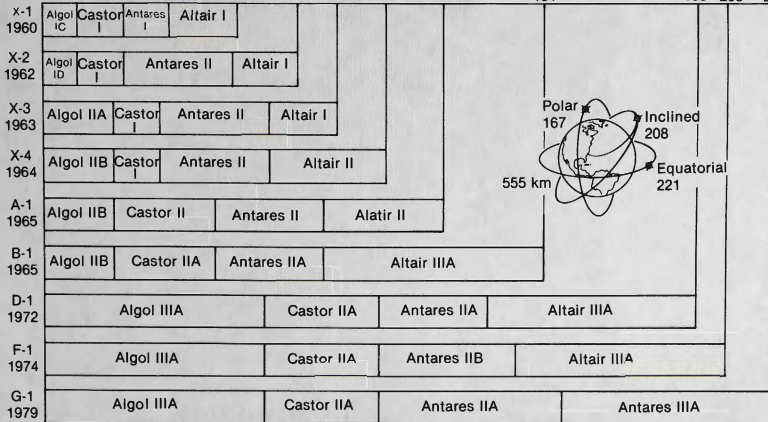 X-1
1960
Algol
IC
Castor
I
Antares
I
Altair I
X-2
1962
Algol
ID
Castor
I
Antares II
Altair I
X-3
1963
Algol IIA
Castor
I
Antares II
Altair I
X-4
1964
Algol IIB
Castor
I
Antares II
Altair II
A-1
1965
Algol IIB
Castor II
Antares II
Alatir II
B-1
1965
Algol IIB
Castor IIA
Antares IIA
Altair IIIA
D-1
1972
Algol IIIA
Castor IIA
Antares IIA
Altair IIIA
F-1
1974
Algol IIIA
Castor IIA
Antares IIB
Altair IIIA
G-1
1979
Algol IIIA
Castor IIA
Antares IIA
Antares IIIA
Polar
167
Inclined
208
Equatorial
221
555 km